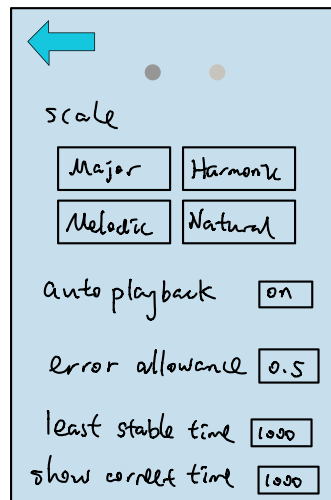 scale
Major Harmonic
Melodic Natural
auto playback on
error allowance 0.5
least stable time 1000
show correct time 1000